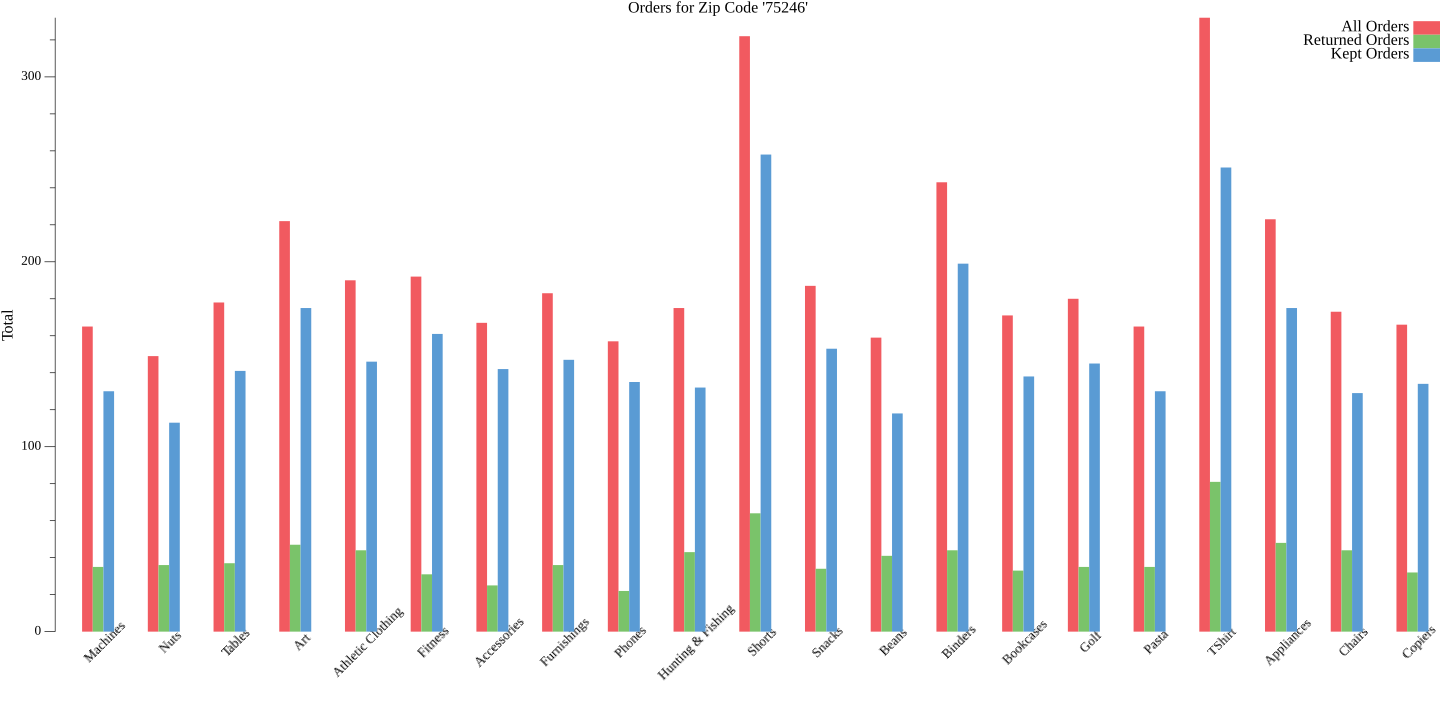 Orders for Zip Code '75246'
All Orders
Returned Orders
Kept Orders
Total
300
200
100
0
Machines
Nuts
Tables
Art
Athletic Clothing
Fitness
Accessories
Furnishings
Phones
Hunting & Fishing
Shorts
Snacks
Beans
Binders
Bookcases
Golf
Pasta
TShirt
Appliances
Chairs
Copiers